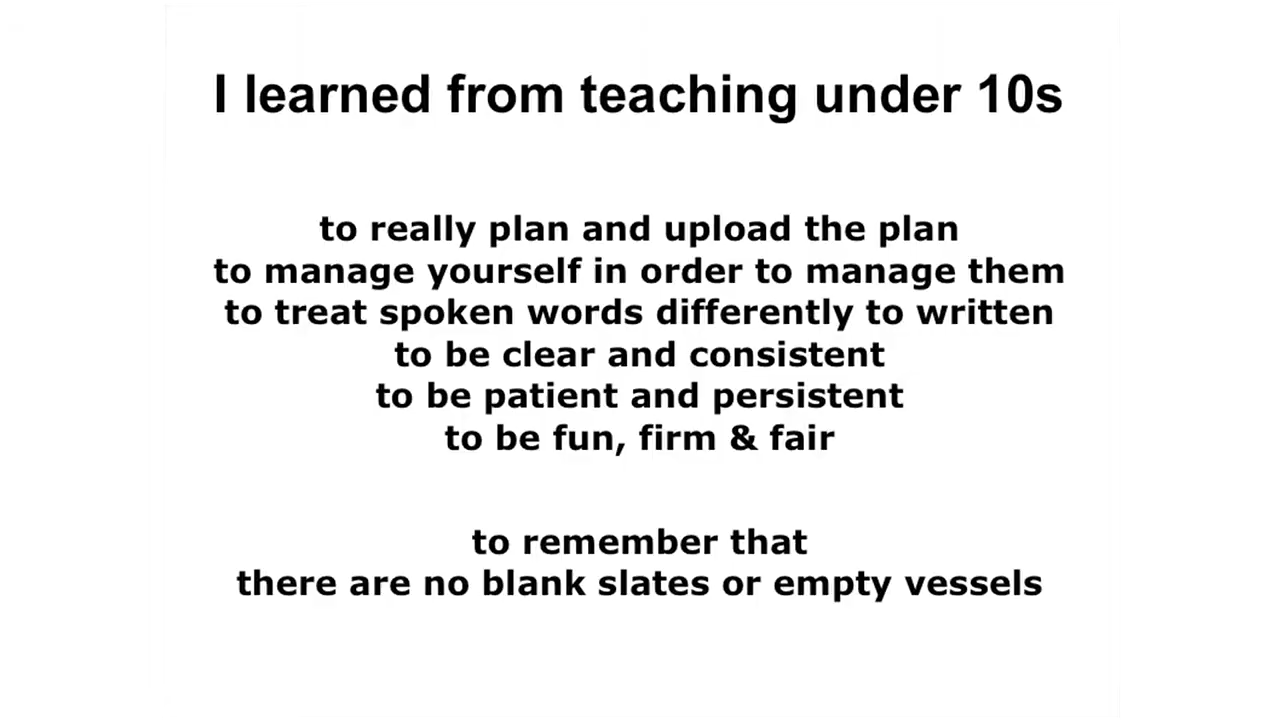 I learned from teaching under 10s
to really plan and upload the plan
to manage yourself in order to manage them
to treat spoken words differently to written
to be clear and consistent
to be patient and persistent
to be fun, firm & fair
to remember that
there are no blank slates or empty vessels